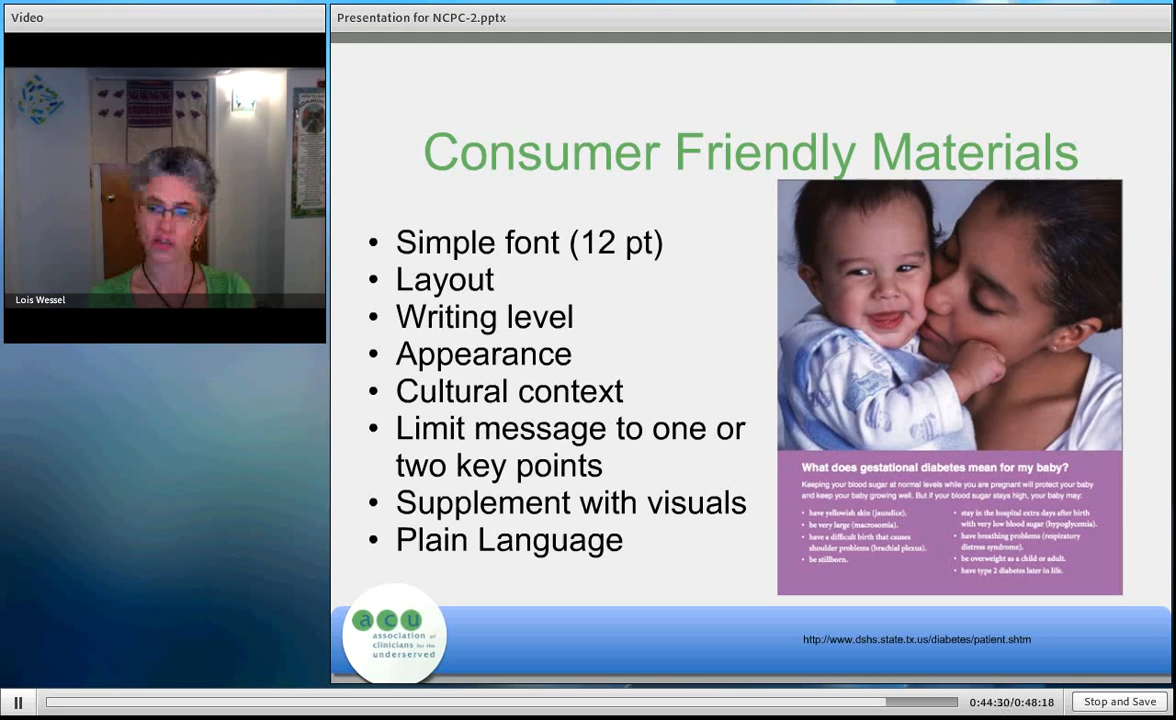 Video
Presentation for NCPC-2.pptx
Lois Wessel
Consumer Friendly Materials
• Simple font (12 pt)
• Layout
• Writing level
• Appearance
• Cultural context
• Limit message to one or
two key points
• Supplement with visuals
• Plain Language
What does gestational diabetes mean for my baby?
Keeping your blood sugar at normal levels while you are pregnant will protect your baby
and keep your baby growing well. But if your blood sugar stays high, your baby may:
• have yellowish skin (jaundice).
• be very large (macrosomia).
• have a difficult birth that causes
shoulder problems (brachial plexus).
• be stillborn.
• stay in the hospital extra days after birth
with very low blood sugar (hypoglycemia).
• have breathing problems (respiratory
distress syndrome).
• be overweight as a child or adult.
• have type 2 diabetes later in life.
acu
association of
clinicians for the
underserved
http://www.dshs.state.tx.us/diabetes/patient.shtm
0:44:30/0:48:18
Stop and Save